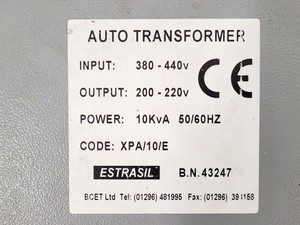 AUTO TRANSFORMER
INPUT: 380 - 440v
CE
OUTPUT: 200 - 220v
POWER: 10KvA 50/60HZ
CODE: XPA/10/E
ESTRASIL B.N. 43247
BCET Ltd Tel: (01296) 481995 Fax: (01296)